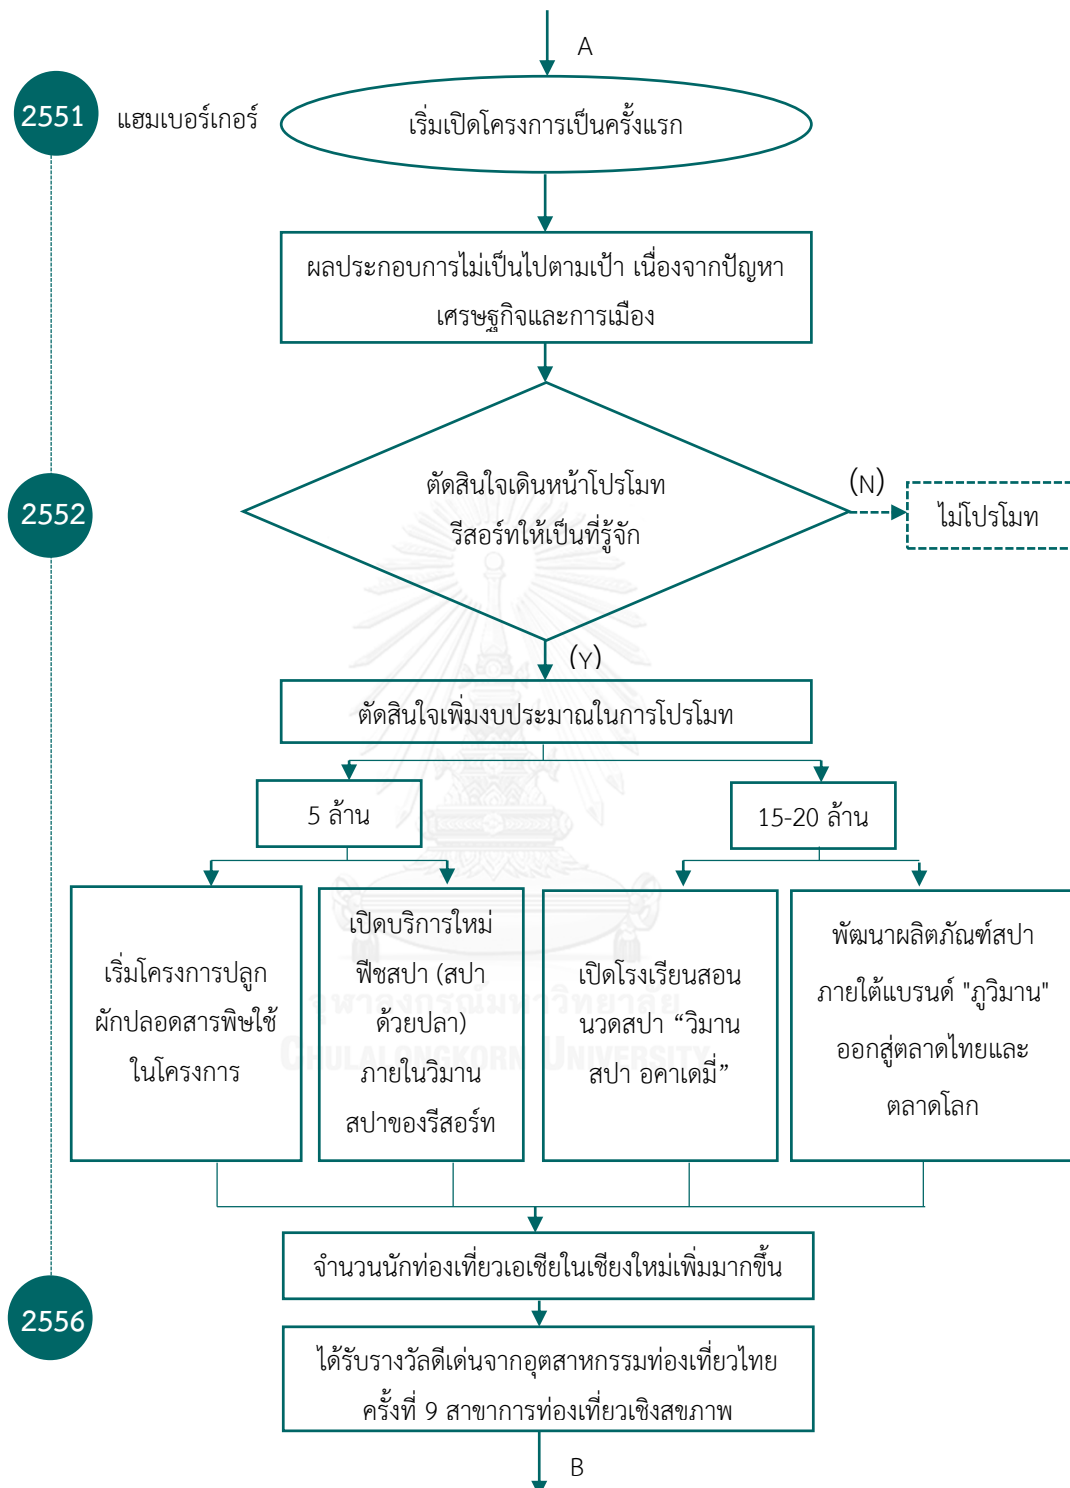 A
2551
แฮมเบอร์เกอร์
เริ่มเปิดโครงการเป็นครั้งแรก
ผลประกอบการไม่เป็นไปตามเป้า เนื่องจากปัญหา
เศรษฐกิจและการเมือง
2552
ตัดสินใจเดินหน้าโปรโมท
รีสอร์ทให้เป็นที่รู้จัก
(N)
ไม่โปรโมท
(Y)
ตัดสินใจเพิ่มงบประมาณในการโปรโมท
5 ล้าน
15-20 ล้าน
เริ่มโครงการปลูก
ผักปลอดสารพิษใช้
ในโครงการ
เปิดบริการใหม่
ฟีชสปา (สปา
ด้วยปลา)
ภายในวิมาน
สปาของรีสอร์ท
เปิดโรงเรียนสอน
นวดสปา “วิมาน
สปา อคาเดมี่”
พัฒนาผลิตภัณฑ์สปา
ภายใต้แบรนด์ "ภูวิมาน"
ออกสู่ตลาดไทยและ
ตลาดโลก
จุฬาลงกรณ์มหาวิทยาลัย
CHULALONGKORN UNIVERSITY
จำนวนนักท่องเที่ยวเอเชียในเชียงใหม่เพิ่มมากขึ้น
2556
ได้รับรางวัลดีเด่นจากอุตสาหกรรมท่องเที่ยวไทย
ครั้งที่ 9 สาขาการท่องเที่ยวเชิงสขภาพ
B